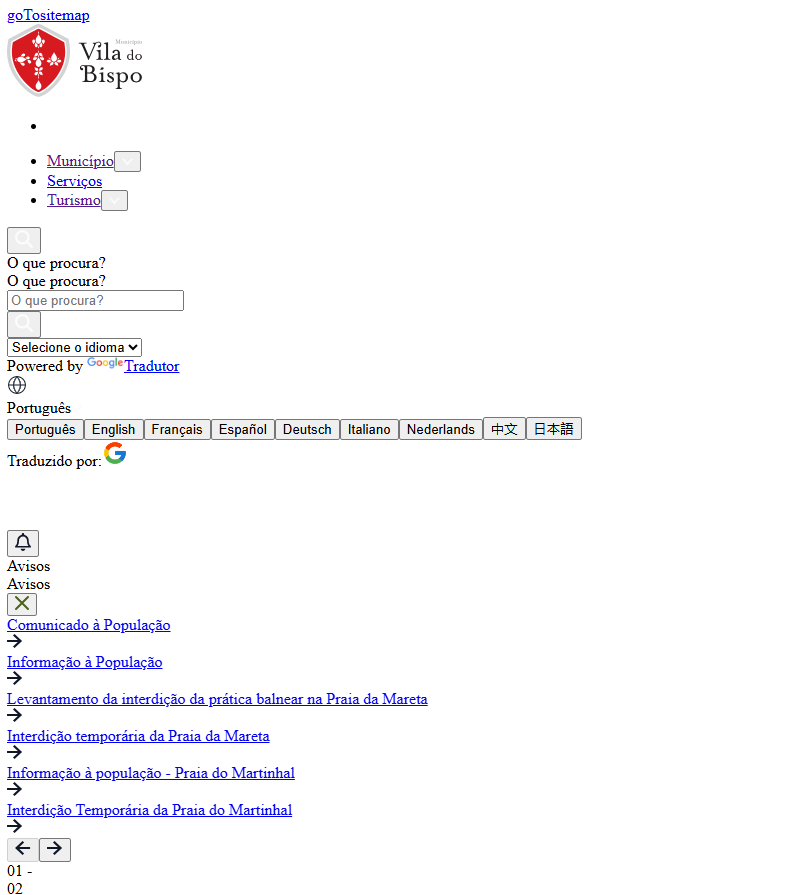 goTositemap
Município
Vila do
Bispo
Município
Serviços
Turismo
O que procura?
O que procura?
O que procura?
Selecione o idioma
Powered by Google Tradutor
Português
Português English Français Español Deutsch Italiano Nederlands 中文 日本語
Traduzido por: G
Avisos
Avisos
Comunicado à População
Informação à População
Levantamento da interdição da prática balnear na Praia da Mareta
Interdição temporária da Praia da Mareta
Informação à população - Praia do Martinhal
Interdição Temporária da Praia do Martinhal
01 -
02